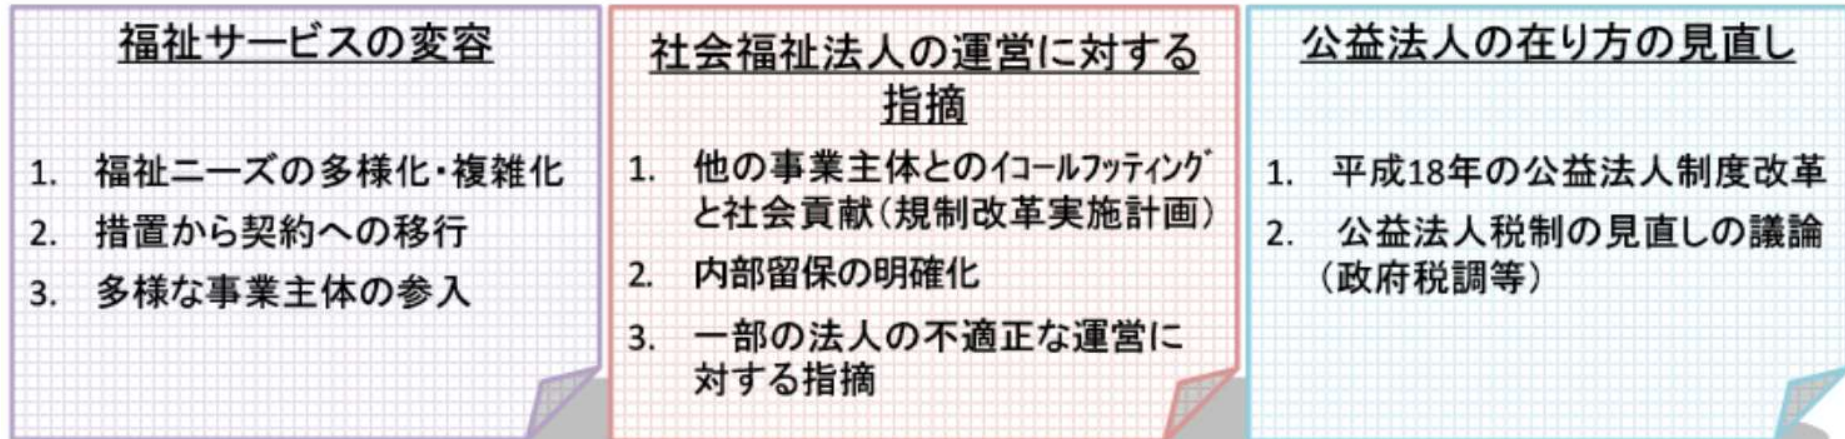 福祉サービスの変容
1. 福祉ニーズの多様化・複雑化
2. 措置から契約への移行
3. 多様な事業主体の参入
社会福祉法人の運営に対する
指摘
1. 他の事業主体とのｲｺｰﾙﾌｯﾃｨﾝｸﾞ
と社会貢献（規制改革実施計画）
2. 内部留保の明確化
3. 一部の法人の不適正な運営に
対する指摘
公益法人の在り方の見直し
1. 平成18年の公益法人制度改革
2. 公益法人税制の見直しの議論
（政府税調等）